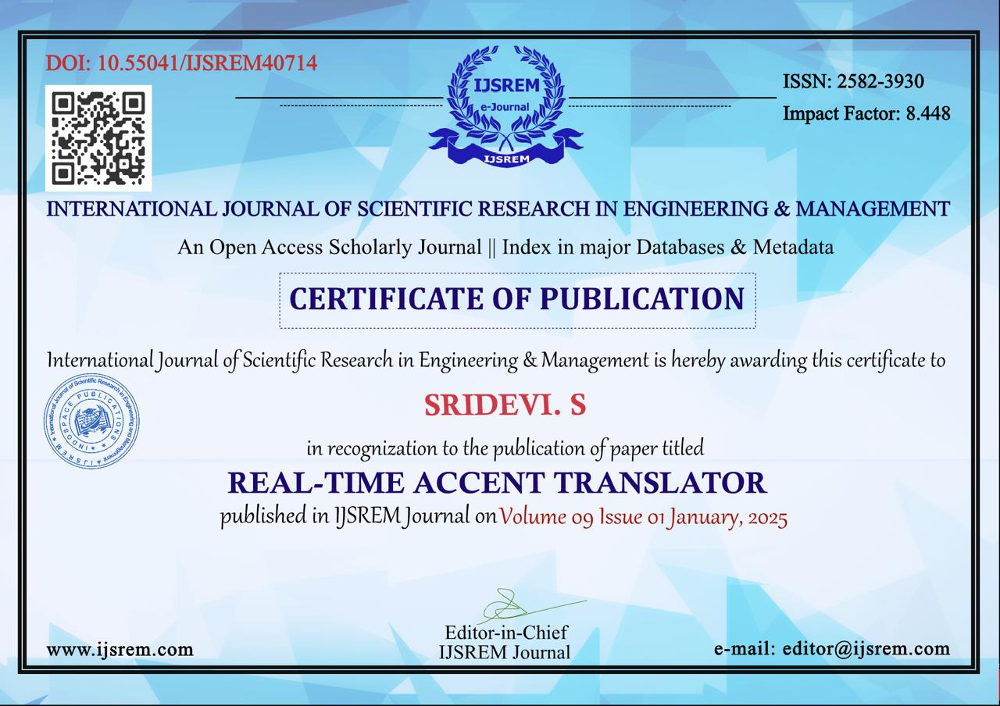 DOI: 10.55041/IJSREM40714
IJSREM
e-Journal
IJSREM
ISSN: 2582-3930
Impact Factor: 8.448
INTERNATIONAL JOURNAL OF SCIENTIFIC RESEARCH IN ENGINEERING & MANAGEMENT
An Open Access Scholarly Journal || Index in major Databases & Metadata
CERTIFICATE OF PUBLICATION
International Journal of Scientific Research in Engineering & Management is hereby awarding this certificate to
International Journal of Scientific Research in Engineering and Management ★ IJSREM ★
INDOSPACE PUBLICATIONS ★ ★
SRIDEVI. S
in recognization to the publication of paper titled
REAL-TIME ACCENT TRANSLATOR
published in IJSREM Journal on Volume 09 Issue 01 January, 2025
Editor-in-Chief
IJSREM Journal
www.ijsrem.com
e-mail: editor@ijsrem.com